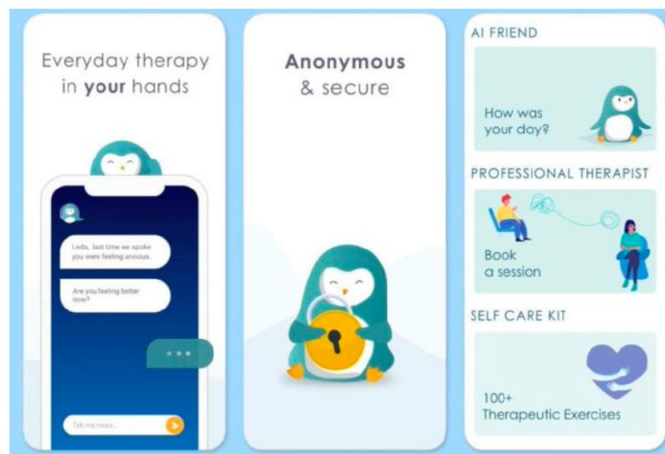 Everyday therapy
in your hands
Leda, last time we spoke
you were feeling anxious.
Are you feeling better
now?
Tell me more...
Anonymous
& secure
AI FRIEND
How was
your day?
PROFESSIONAL THERAPIST
Book
a session
SELF CARE KIT
100+
Therapeutic Exercises